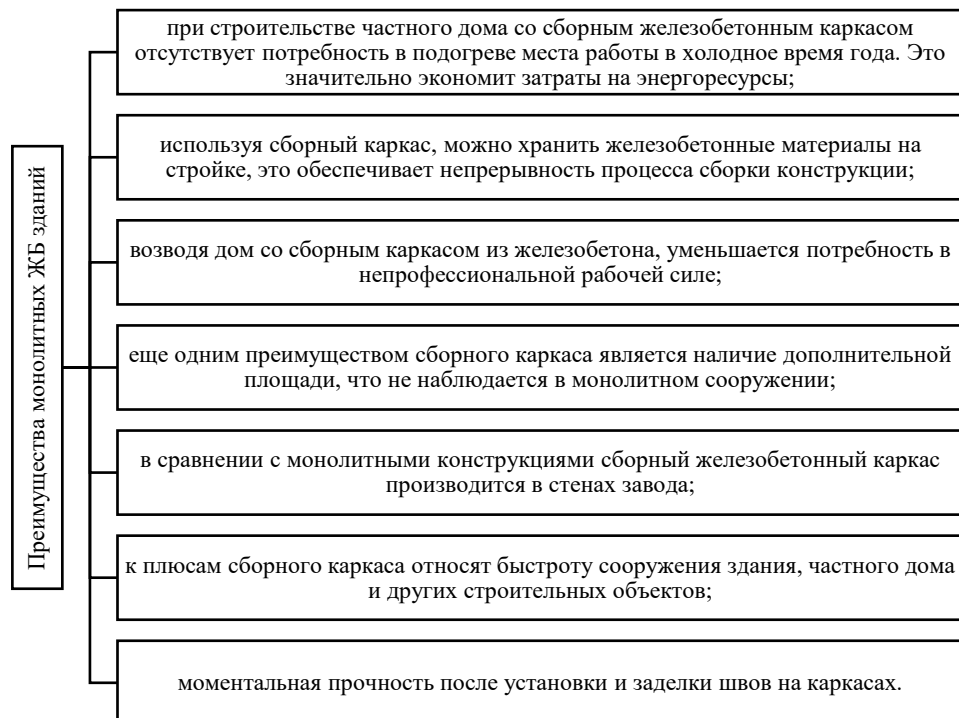 Преимущества монолитных ЖБ зданий
при строительстве частного дома со сборным железобетонным каркасом
отсутствует потребность в подогреве места работы в холодное время года. Это
значительно экономит затраты на энергоресурсы;
используя сборный каркас, можно хранить железобетонные материалы на
стройке, это обеспечивает непрерывность процесса сборки конструкции;
возводя дом со сборным каркасом из железобетона, уменьшается потребность в
непрофессиональной рабочей силе;
еще одним преимуществом сборного каркаса является наличие дополнительной
площади, что не наблюдается в монолитном сооружении;
в сравнении с монолитными конструкциями сборный железобетонный каркас
производится в стенах завода;
к плюсам сборного каркаса относят быстроту сооружения здания, частного дома
и других строительных объектов;
моментальная прочность после установки и заделки швов на каркасах.